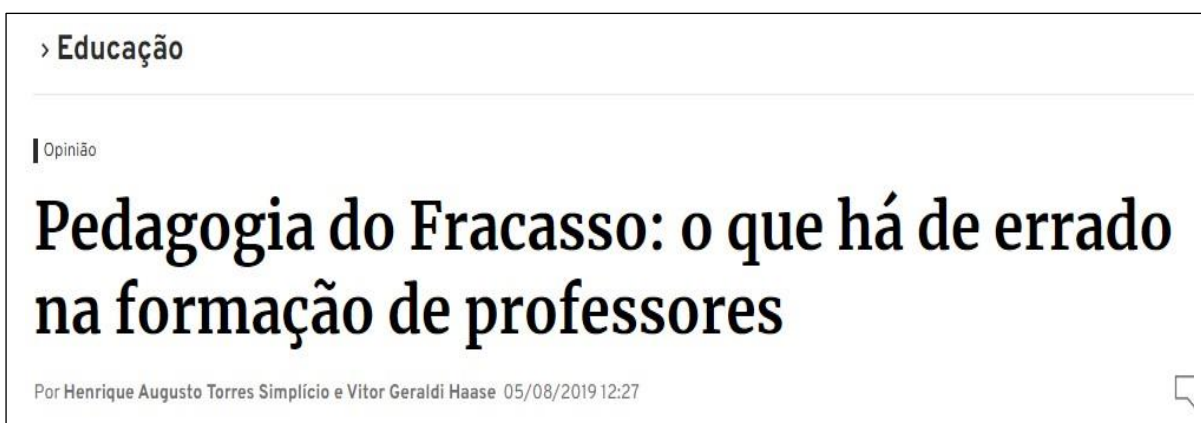 › Educação
Opinião
Pedagogia do Fracasso: o que há de errado
na formação de professores
Por Henrique Augusto Torres Simplício e Vitor Geraldi Haase 05/08/2019 12:27